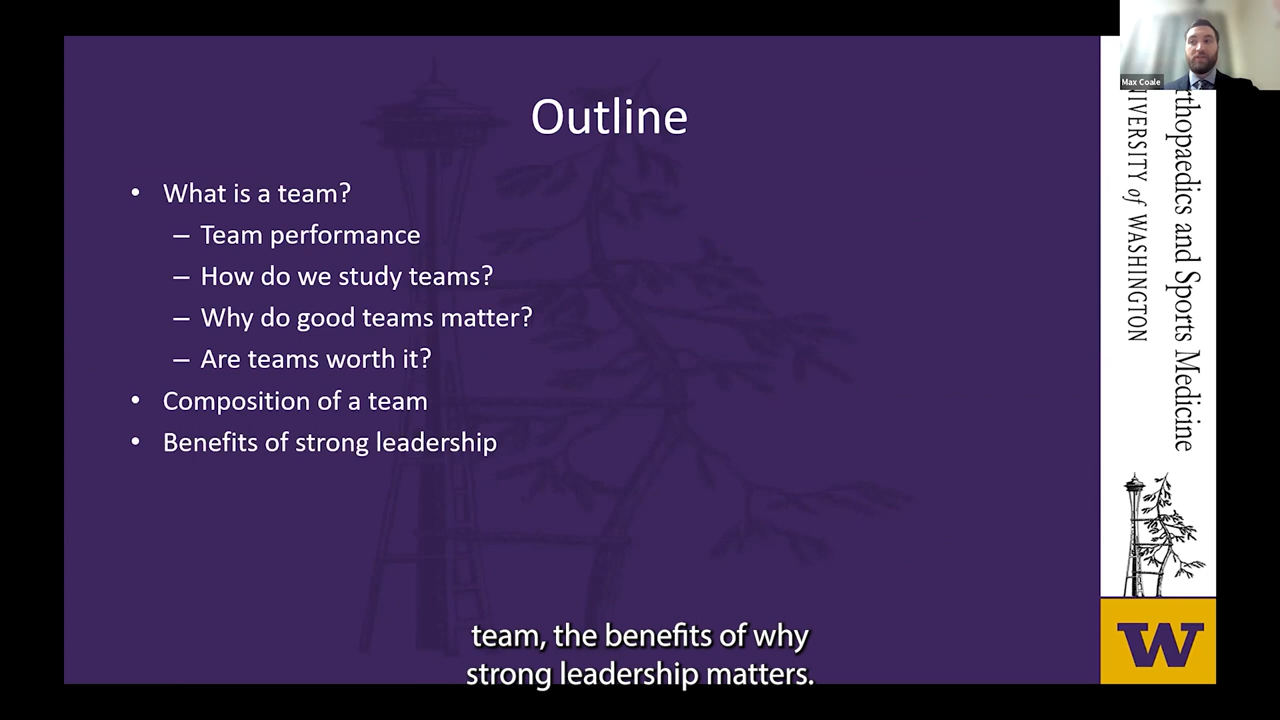 Outline
• What is a team?
– Team performance
– How do we study teams?
– Why do good teams matter?
– Are teams worth it?
• Composition of a team
• Benefits of strong leadership
team, the benefits of why
strong leadership matters.
Max Coale
rthopaedics and Sports Medicine
NIVERSITY of WASHINGTON
W